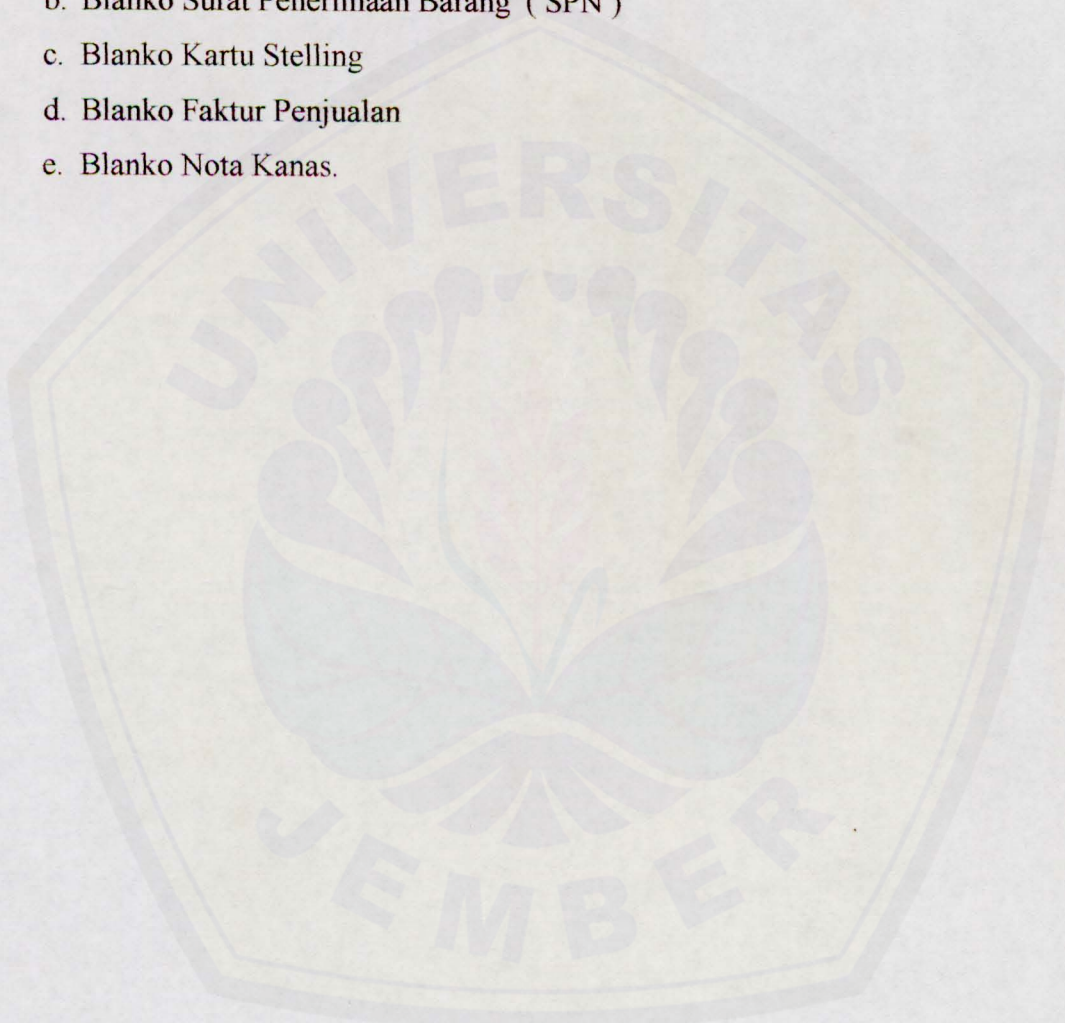 b. Blanko Surat Penerimaan Barang ( SPN )
c. Blanko Kartu Stelling
d. Blanko Faktur Penjualan
e. Blanko Nota Kanas.
UNIVERSITAS
JEMBER